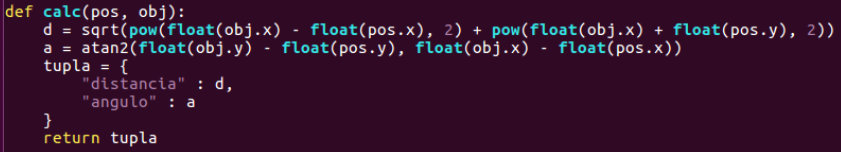 def calc(pos, obj):
    d = sqrt(pow(float(obj.x) - float(pos.x), 2) + pow(float(obj.x) + float(pos.y), 2))
    a = atan2(float(obj.y) - float(pos.y), float(obj.x) - float(pos.x))
    tupla = {
        "distancia" : d,
        "angulo" : a
    }
    return tupla